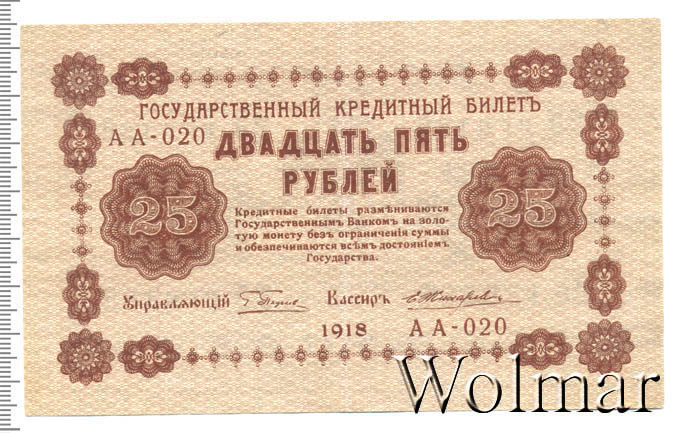 ГОСУДАРСТВЕННЫЙ КРЕДИТНЫЙ БИЛЕТЪ
АА-020
ДВАДЦАТЬ ПЯТЬ
РУБЛЕЙ
25
25
Кредитные билеты размѣниваются
Государственнымъ Банкомъ на золо-
тую монету безъ ограниченія суммы
и обезпечиваются всѣмъ достояніемъ
Государства.
Управляющій
Кассиръ
1918
АА-020
Wolmar